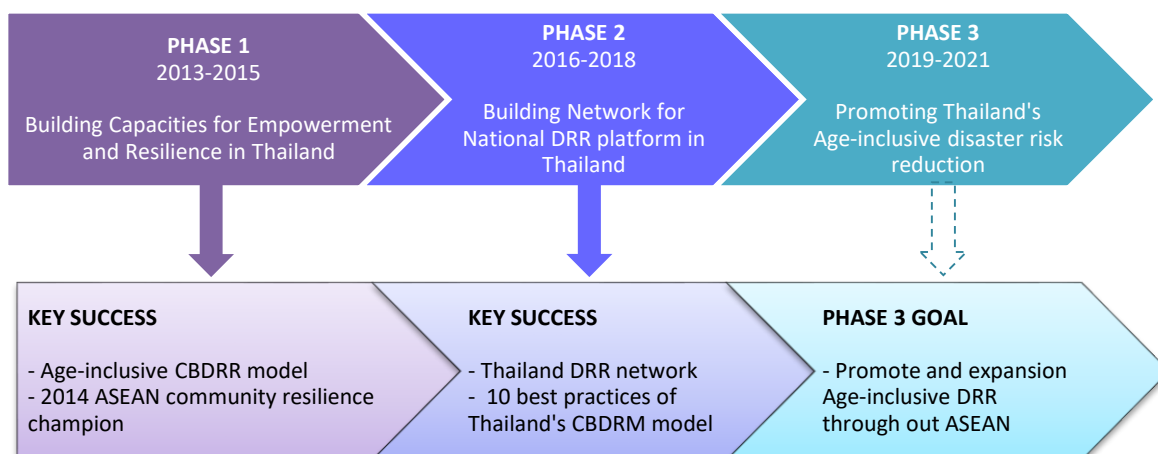 PHASE 1
2013-2015
Building Capacities for Empowerment
and Resilience in Thailand
PHASE 2
2016-2018
Building Network for
National DRR platform in
Thailand
PHASE 3
2019-2021
Promoting Thailand's
Age-inclusive disaster risk
reduction
KEY SUCCESS
- Age-inclusive CBDRR model
- 2014 ASEAN community resilience
champion
KEY SUCCESS
- Thailand DRR network
- 10 best practices of
Thailand's CBDRM model
PHASE 3 GOAL
- Promote and expansion
Age-inclusive DRR
through out ASEAN